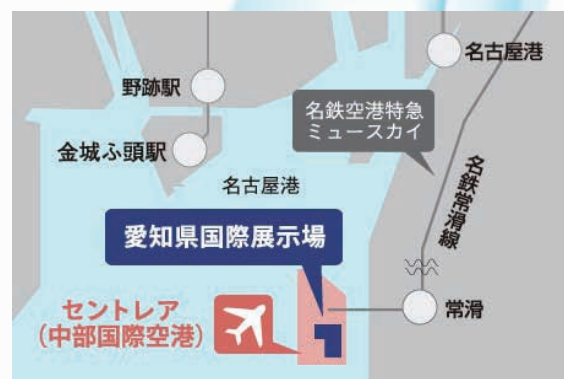 名古屋港
野跡駅
名鉄空港特急
ミュースカイ
金城ふ頭駅
名鉄常滑線
名古屋港
愛知県国際展示場
セントレア
(中部国際空港)
常滑